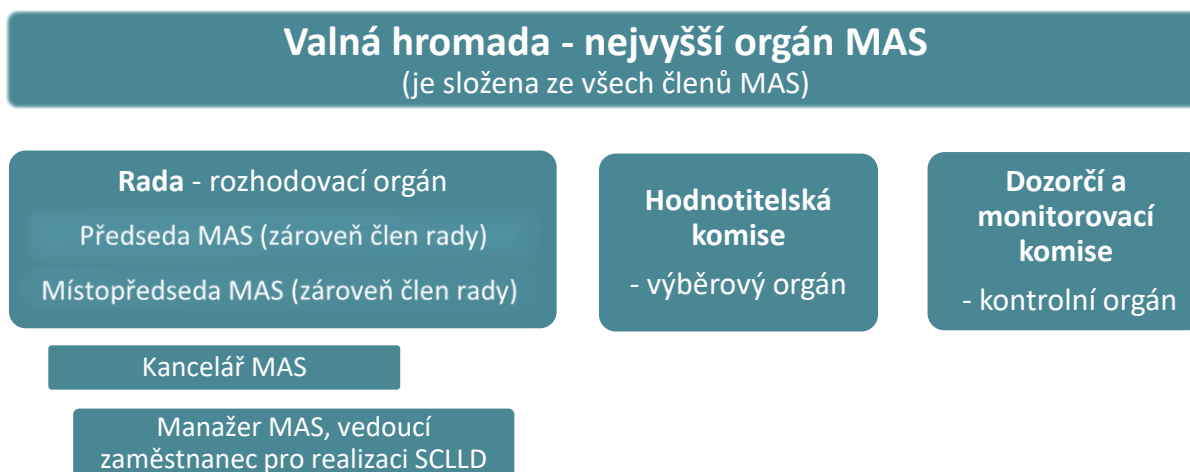 Valná hromada - nejvyšší orgán MAS
(je složena ze všech členů MAS)
Rada - rozhodovací orgán
Předseda MAS (zároveň člen rady)
Místopředseda MAS (zároveň člen rady)
Hodnotitelská
komise
- výběrový orgán
Dozorčí a
monitorovací
komise
- kontrolní orgán
Kancelář MAS
Manažer MAS, vedoucí
zaměstnanec pro realizaci SCLLD